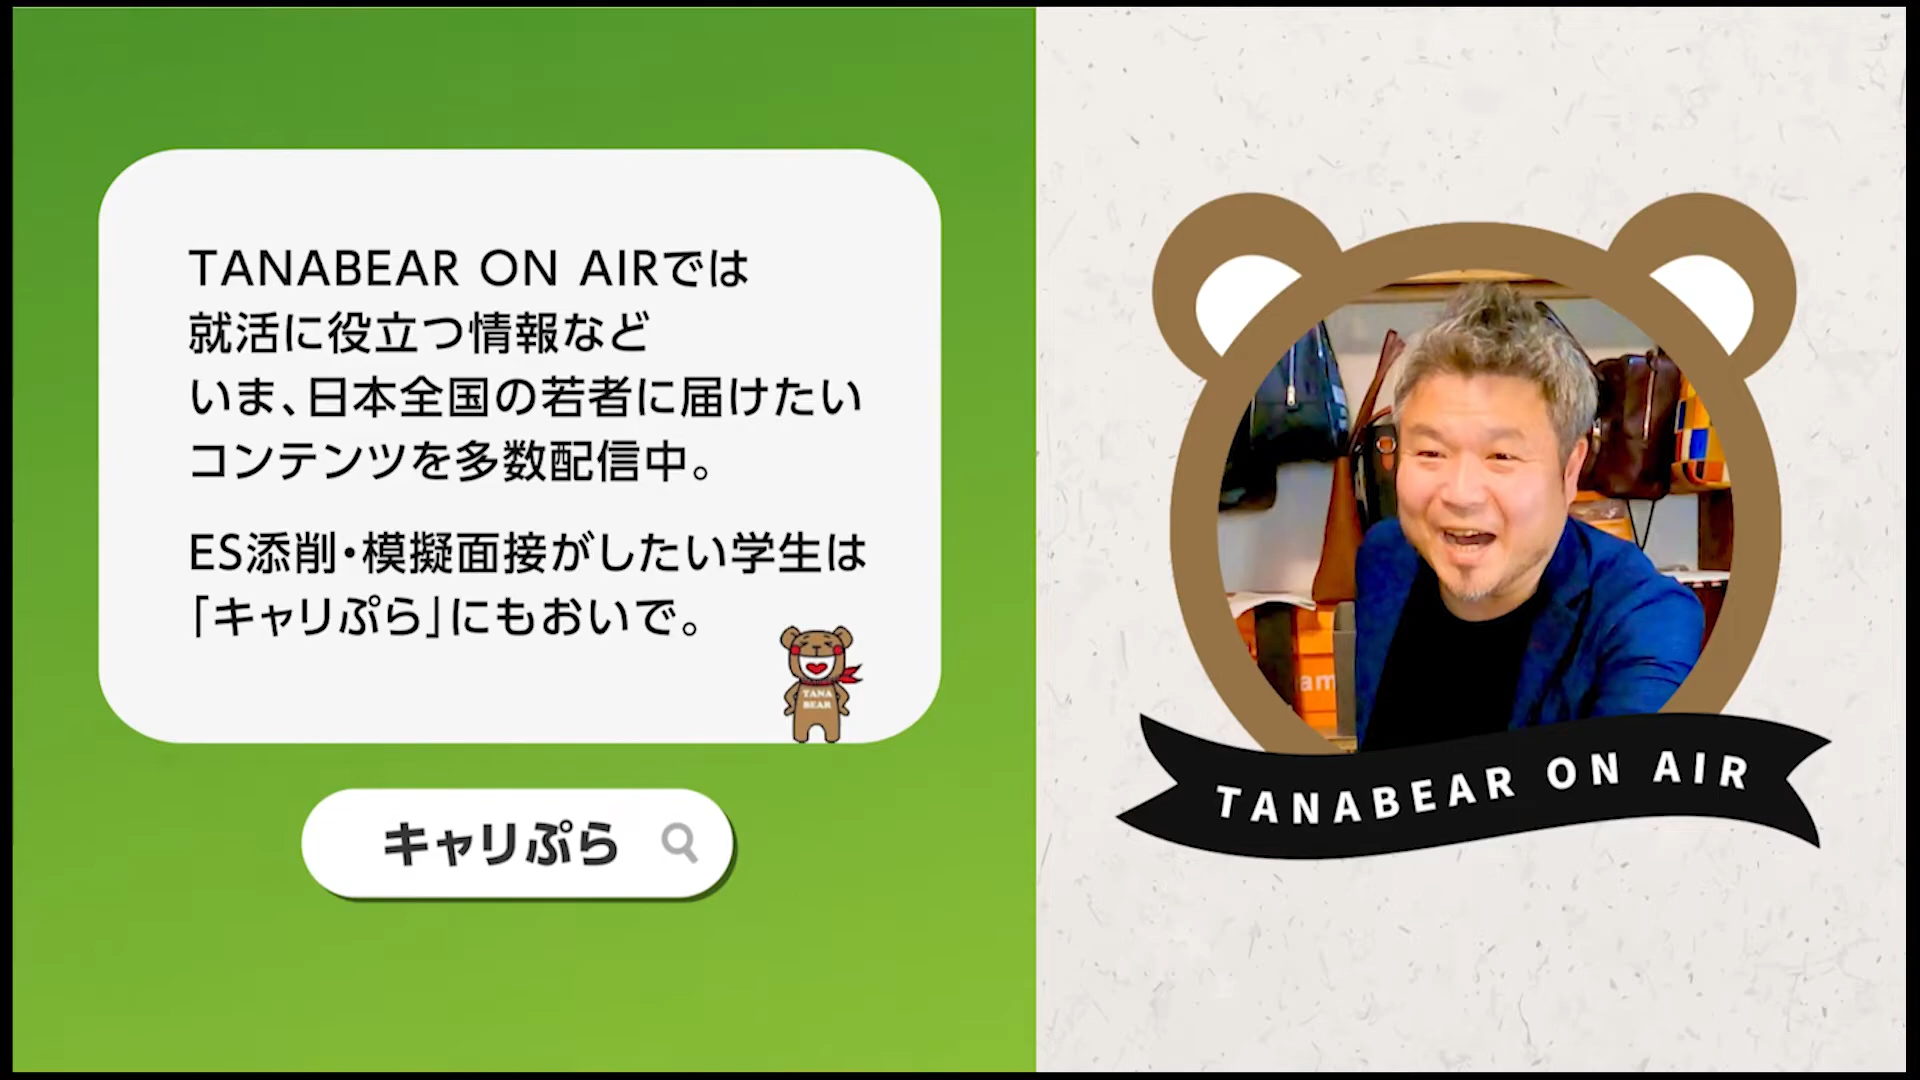 TANABEAR ON AIRでは
就活に役立つ情報など
いま、日本全国の若者に届けたい
コンテンツを多数配信中。
ES添削・模擬面接がしたい学生は
「キャリぷら」にもおいで。
TANA
BEAR
キャリぷら
am
TANABEAR ON AIR